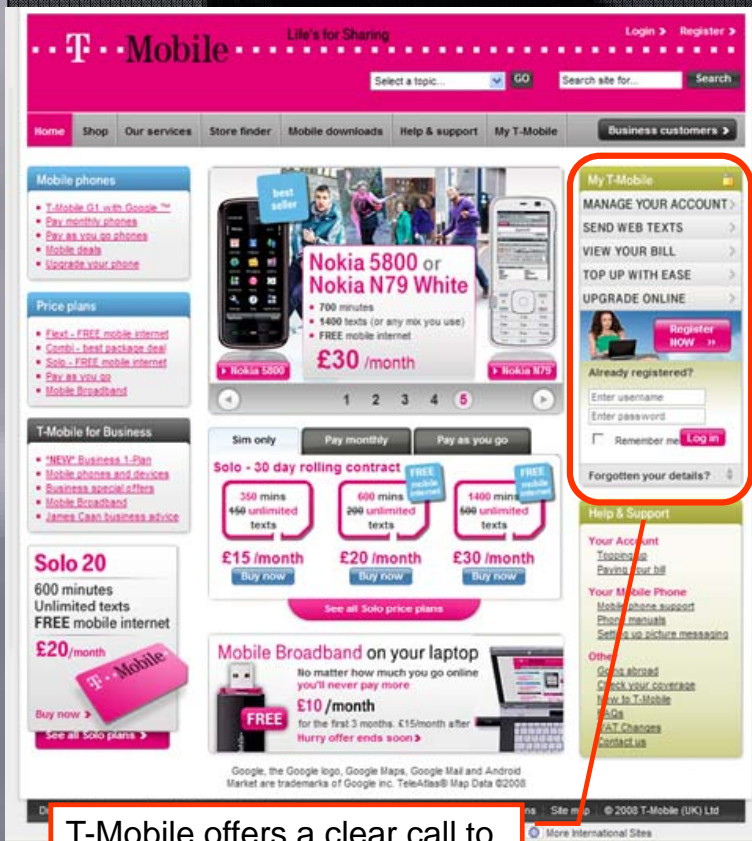 Life's for Sharing
Login > Register >
T Mobile
Select a topic... GO Search site for... Search
Home Shop Our services Store finder Mobile downloads Help & support My T-Mobile Business customers >
Mobile phones
T-Mobile G1 with Google ™
Pay monthly phones
Pay as you go phones
Mobile deals
Upgrade your phone
Price plans
Flext - FREE mobile internet
Combi - best package deal
Solo - FREE mobile internet
Pay as you go
Mobile Broadband
T-Mobile for Business
*NEW* Business 1-Plan
Mobile phones and devices
Business special offers
Mobile Broadband
James Caan business advice
Solo 20
600 minutes
Unlimited texts
FREE mobile internet
£20/month
T Mobile
Buy now >
See all Solo plans >
best
seller
Nokia 5800 or
Nokia N79 White
700 minutes
1400 texts (or any mix you use)
FREE mobile internet
£30 /month
Nokia 5800
Nokia N79
1 2 3 4 5
Sim only Pay monthly Pay as you go
Solo - 30 day rolling contract
FREE mobile internet
FREE mobile internet
350 mins 600 mins 1400 mins
150 unlimited 200 unlimited 500 unlimited
texts texts texts
£15 /month £20 /month £30 /month
Buy now Buy now Buy now
See all Solo price plans
Mobile Broadband on your laptop
No matter how much you go online
you'll never pay more
£10 /month
FREE
for the first 3 months. £15/month after
Hurry offer ends soon >
My T-Mobile
MANAGE YOUR ACCOUNT >
SEND WEB TEXTS >
VIEW YOUR BILL >
TOP UP WITH EASE >
UPGRADE ONLINE >
Register
NOW »
Already registered?
Enter username
Enter password
Remember me Log in
Forgotten your details?
Help & Support
Your Account
Topping up
Paying your bill
Your Mobile Phone
Mobile phone support
Phone manuals
Setting up picture messaging
Other
Going abroad
Check your coverage
New to T-Mobile
FAQs
VAT Changes
Contact us
Google, the Google logo, Google Maps, Google Mail and Android
Market are trademarks of Google inc. TeleAtlas® Map Data ©2008
Site map © 2008 T-Mobile (UK) Ltd
More International Sites
T-Mobile offers a clear call to